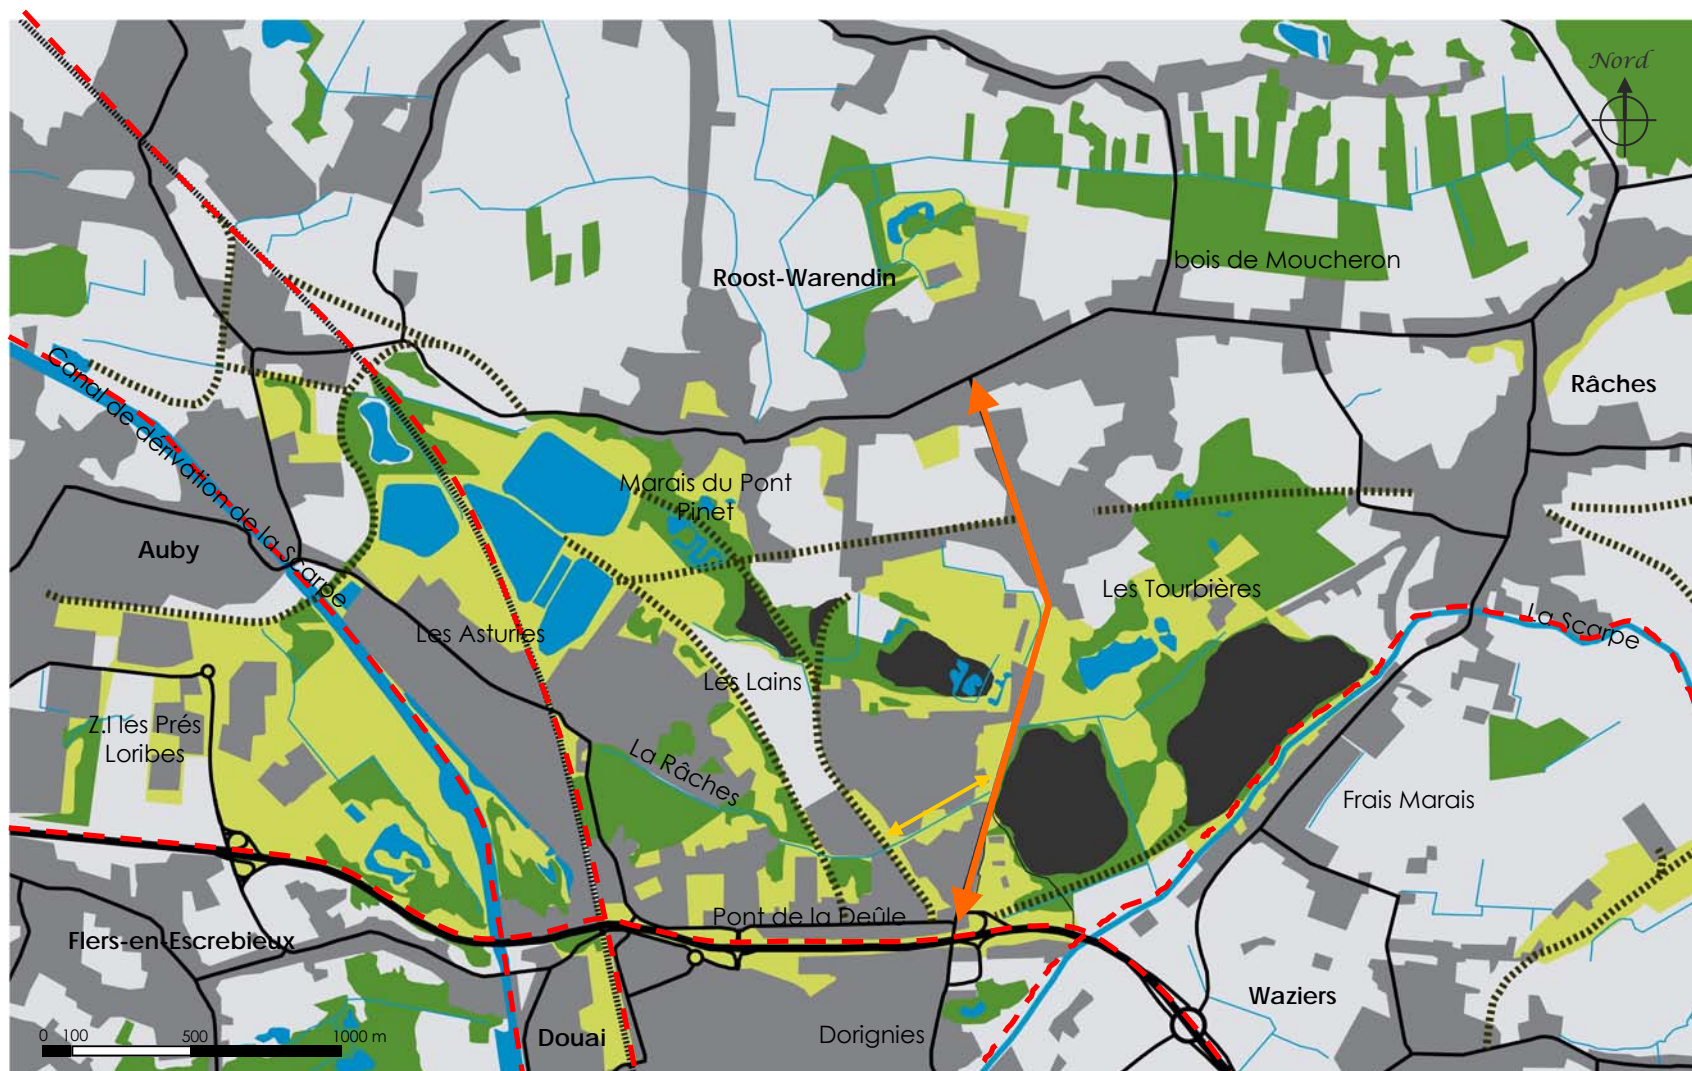 Nord
bois de Moucheron
Roost-Warendin
Râches
Canal de dérivation de la Scarpe
Marais du Pont
Pinet
Auby
Les Tourbières
La Scarpe
Les Asturies
Les Lains
Z.I les Prés
Loribes
La Râches
Frais Marais
Pont de la Deûle
Flers-en-Escrebieux
Waziers
Douai
Dorignies
0 100 500 1000 m